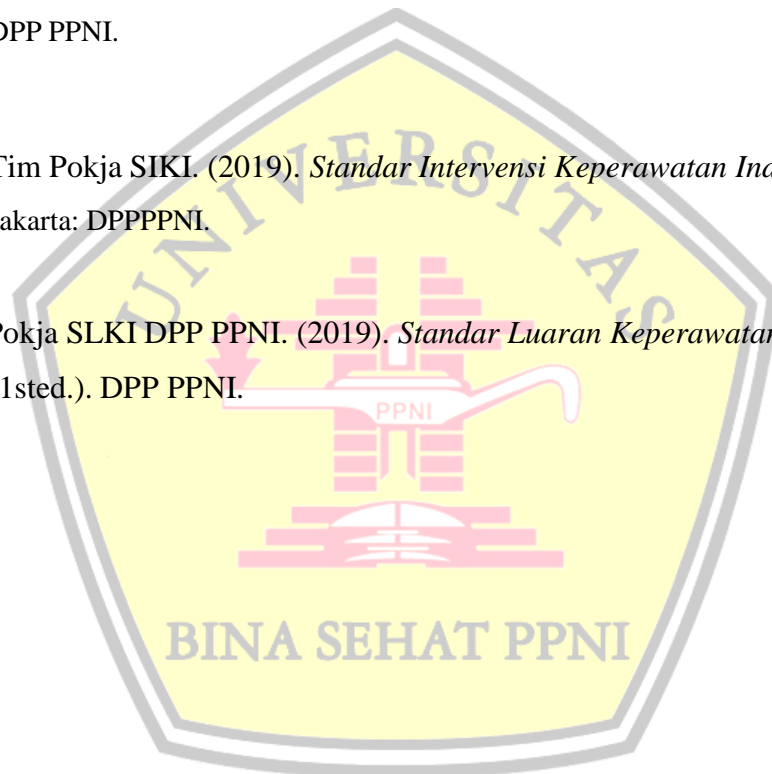 DPP PPNI.
Tim Pokja SIKI. (2019). Standar Intervensi Keperawatan Ind
akarta: DPPPPNI.
UNIVERSITAS
Pokja SLKI DPP PPNI. (2019). Standar Luaran Keperawatan
1sted.). DPP PPNI.
PPNI
BINA SEHAT PPNI